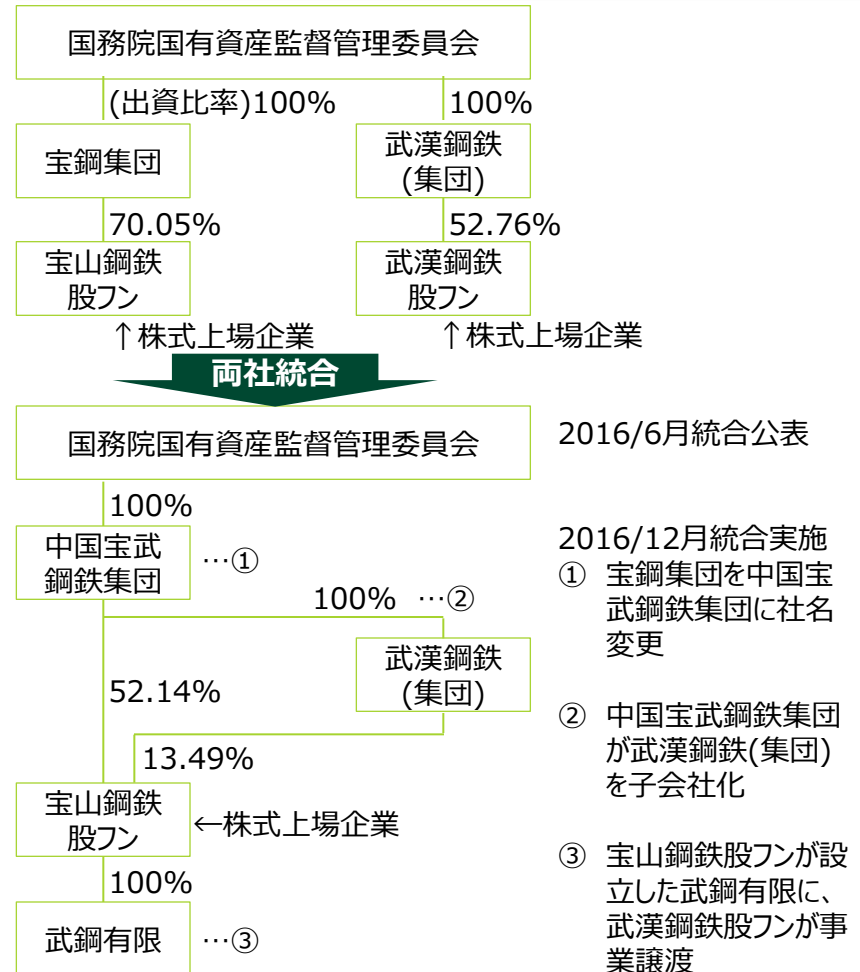 国務院国有資産監督管理委員会
(出資比率)100%
100%
宝鋼集団
武漢鋼鉄
(集団)
70.05%
52.76%
宝山鋼鉄
股フン
武漢鋼鉄
股フン
↑株式上場企業
↑株式上場企業
両社統合
国務院国有資産監督管理委員会
2016/6月統合公表
100%
中国宝武
鋼鉄集団
…①
2016/12月統合実施
① 宝鋼集団を中国宝
武鋼鉄集団に社名
変更
100% …②
武漢鋼鉄
(集団)
52.14%
② 中国宝武鋼鉄集団
が武漢鋼鉄(集団)
を子会社化
13.49%
宝山鋼鉄
股フン
←株式上場企業
③ 宝山鋼鉄股フンが設
立した武鋼有限に、
武漢鋼鉄股フンが事
業譲渡
100%
武鋼有限
…③